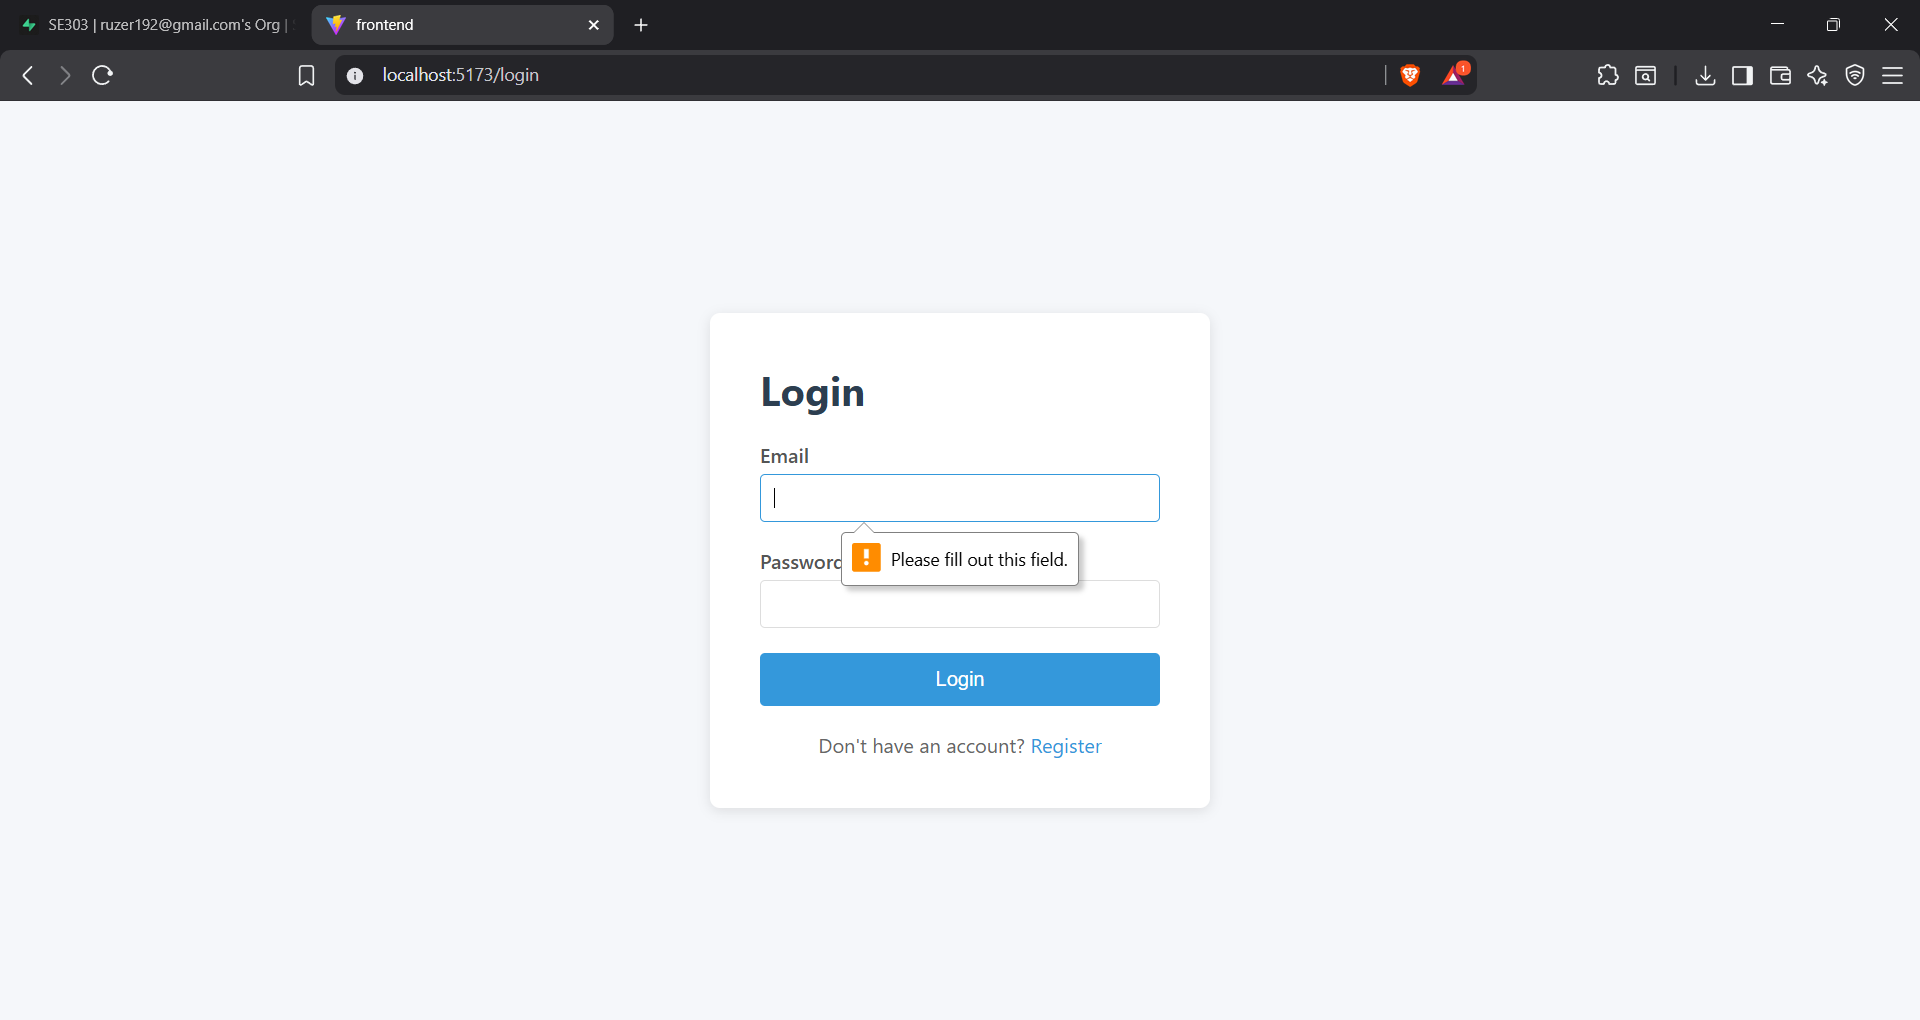 SE303 | ruzer192@gmail.com's Org |
frontend
localhost:5173/login
1
Login
Email
Please fill out this field.
Password
Login
Don't have an account? Register